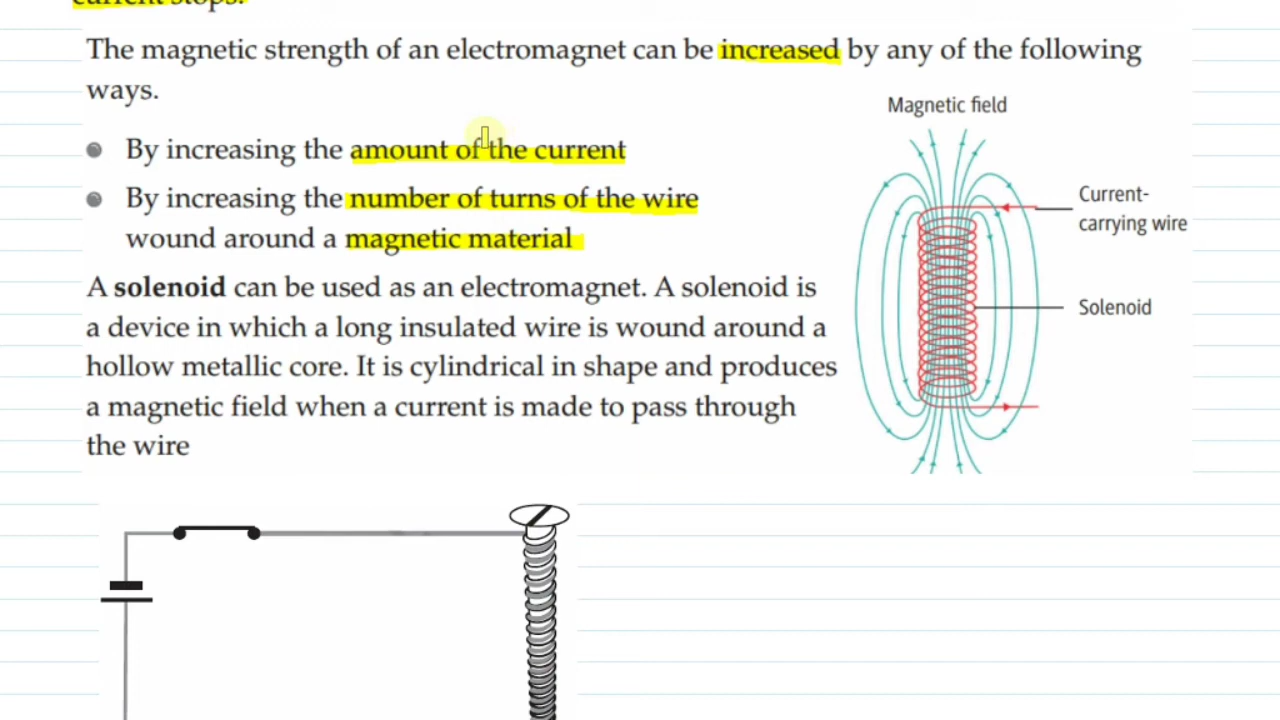 current stops.
The magnetic strength of an electromagnet can be increased by any of the following
ways.
By increasing the amount of the current
By increasing the number of turns of the wire
wound around a magnetic material
A solenoid can be used as an electromagnet. A solenoid is
a device in which a long insulated wire is wound around a
hollow metallic core. It is cylindrical in shape and produces
a magnetic field when a current is made to pass through
the wire
Magnetic field
Current-
carrying wire
Solenoid